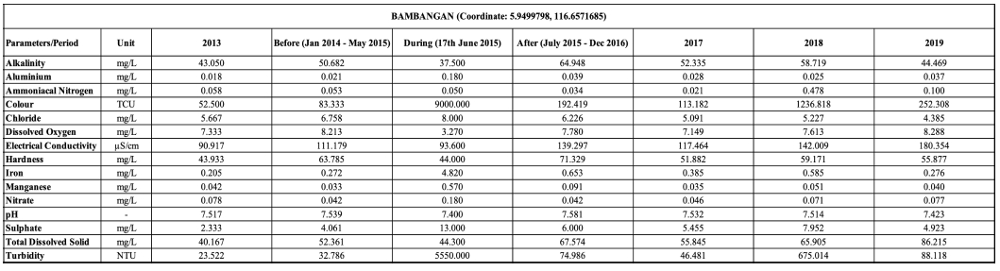 BAMBANGAN (Coordinate: 5.9499798, 116.6571685)
Parameters/Period Unit 2013 Before (Jan 2014 - May 2015) During (17th June 2015) After (July 2015 - Dec 2016) 2017 2018 2019
Alkalinity mg/L 43.050 50.682 37.500 64.948 52.335 58.719 44.469
Aluminium mg/L 0.018 0.021 0.180 0.039 0.028 0.025 0.037
Ammoniacal Nitrogen mg/L 0.058 0.053 0.050 0.034 0.021 0.478 0.100
Colour TCU 52.500 83.333 9000.000 192.419 113.182 1236.818 252.308
Chloride mg/L 5.667 6.758 8.000 6.226 5.091 5.227 4.385
Dissolved Oxygen mg/L 7.333 8.213 3.270 7.780 7.149 7.613 8.288
Electrical Conductivity µS/cm 90.917 111.179 93.600 139.297 117.464 142.009 180.354
Hardness mg/L 43.933 63.785 44.000 71.329 51.882 59.171 55.877
Iron mg/L 0.205 0.272 4.820 0.653 0.385 0.585 0.276
Manganese mg/L 0.042 0.033 0.570 0.091 0.035 0.051 0.040
Nitrate mg/L 0.078 0.042 0.180 0.042 0.046 0.071 0.077
pH - 7.517 7.539 7.400 7.581 7.532 7.514 7.423
Sulphate mg/L 2.333 4.061 13.000 6.000 5.455 7.952 4.923
Total Dissolved Solid mg/L 40.167 52.361 44.300 67.574 55.845 65.905 86.215
Turbidity NTU 23.522 32.786 5550.000 74.986 46.481 675.014 88.118